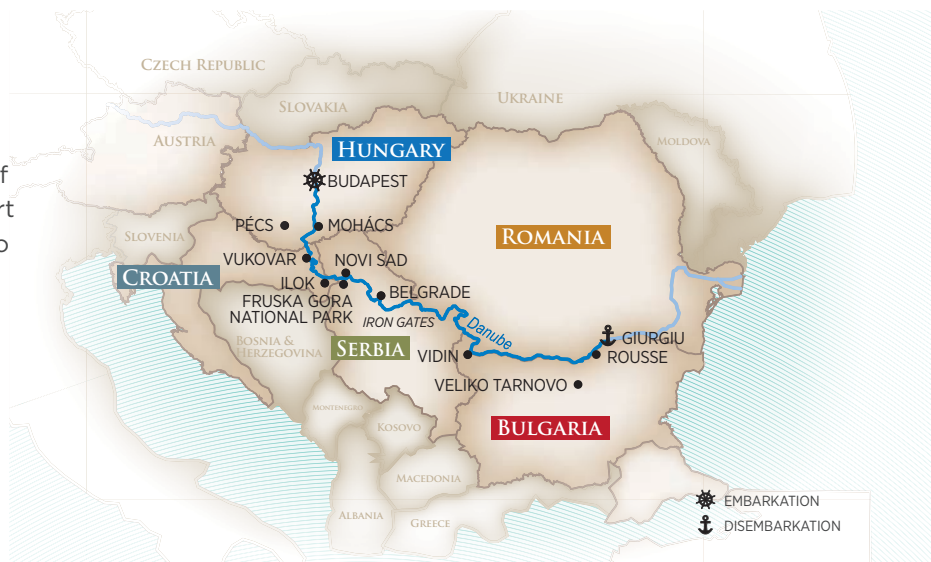 CZECH REPUBLIC
UKRAINE
SLOVAKIA
AUSTRIA
MOLDOVA
HUNGARY
f
BUDAPEST
rt
PÉCS
MOHÁCS
SLOVENIA
ROMANIA
o
VUKOVAR
NOVI SAD
CROATIA
ILOK
BELGRADE
FRUSKA GORA
NATIONAL PARK
IRON GATES
Danube
BOSNIA &
HERZEGOVINA
SERBIA
GIURGIU
VIDIN
ROUSSE
VELIKO TARNOVO
MONTENEGRO
KOSOVO
BULGARIA
MACEDONIA
EMBARKATION
ALBANIA
GREECE
DISEMBARKATION